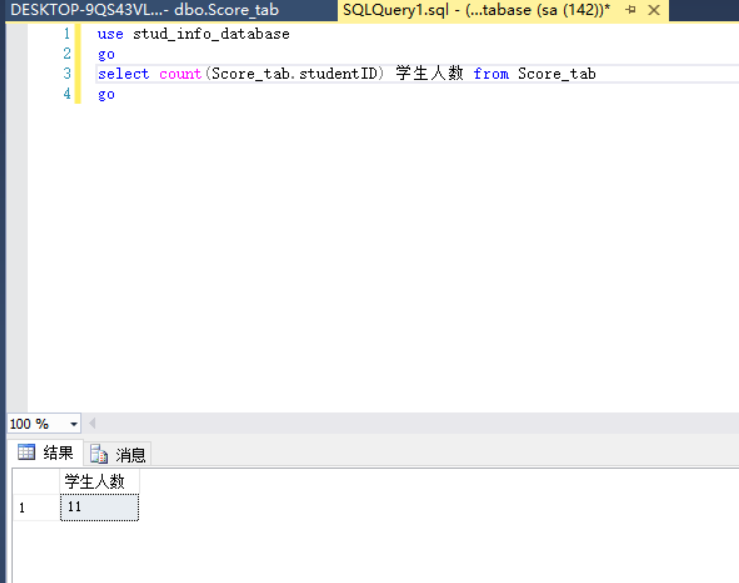 DESKTOP-9QS43VL...- dbo.Score_tab
SQLQuery1.sql - (...tabase (sa (142))*
1 use stud_info_database
2 go
3 select count(Score_tab.studentID) 学生人数 from Score_tab
4 go
100 %
结果 消息
学生人数
1 11